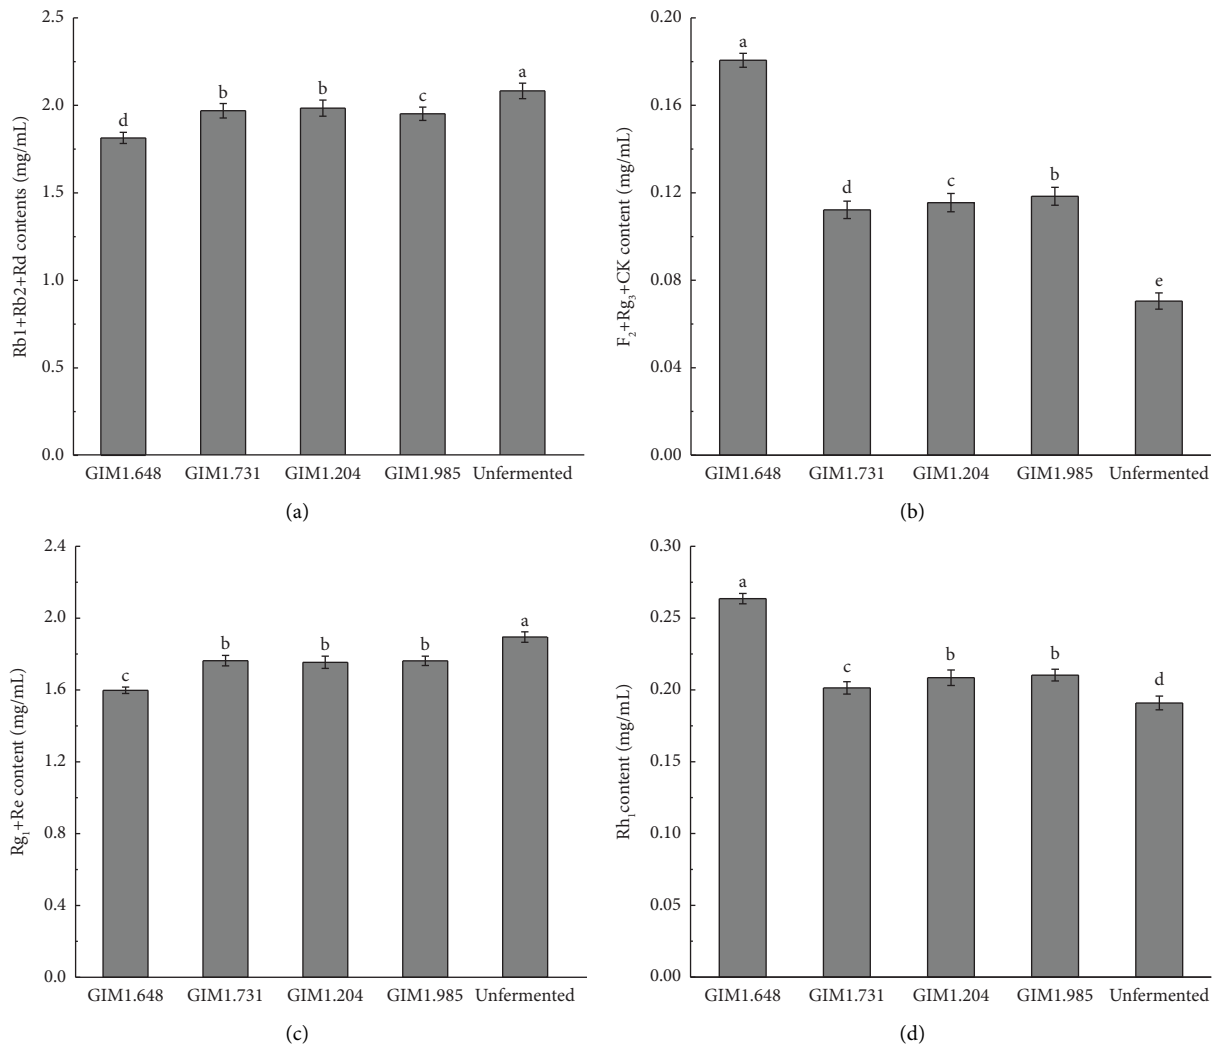 Rb1+Rb2+Rd contents (mg/mL)
2.5
2.0
1.5
1.0
0.5
0.0
d
b
b
c
a
GIM1.648 GIM1.731 GIM1.204 GIM1.985 Unfermented
(a)
F₂+Rg₃+CK content (mg/mL)
0.20
0.16
0.12
0.08
0.04
0.00
a
d
c
b
e
GIM1.648 GIM1.731 GIM1.204 GIM1.985 Unfermented
(b)
Rg₁+Re content (mg/mL)
2.4
2.0
1.6
1.2
0.8
0.4
0.0
c
b
b
b
a
GIM1.648 GIM1.731 GIM1.204 GIM1.985 Unfermented
(c)
Rh₁content (mg/mL)
0.30
0.25
0.20
0.15
0.10
0.05
0.00
a
c
b
b
d
GIM1.648 GIM1.731 GIM1.204 GIM1.985 Unfermented
(d)